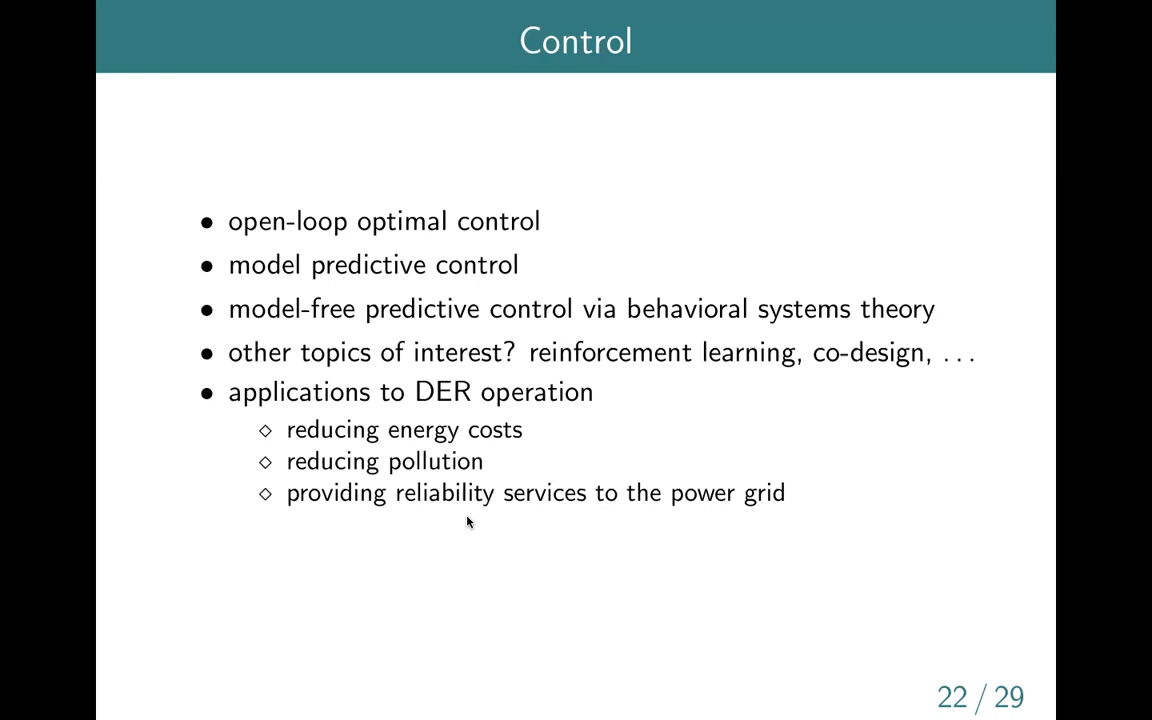 Control
• open-loop optimal control
• model predictive control
• model-free predictive control via behavioral systems theory
• other topics of interest? reinforcement learning, co-design, ...
• applications to DER operation
⋄ reducing energy costs
⋄ reducing pollution
⋄ providing reliability services to the power grid
22 / 29